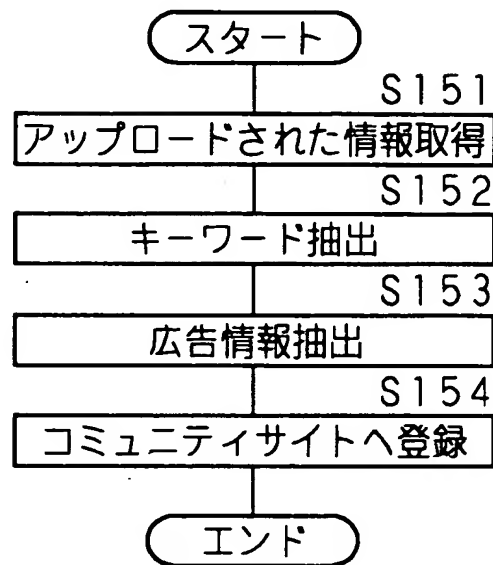 スタート
S151
アップロードされた情報取得
S152
キーワード抽出
S153
広告情報抽出
S154
コミュニティサイトへ登録
エンド